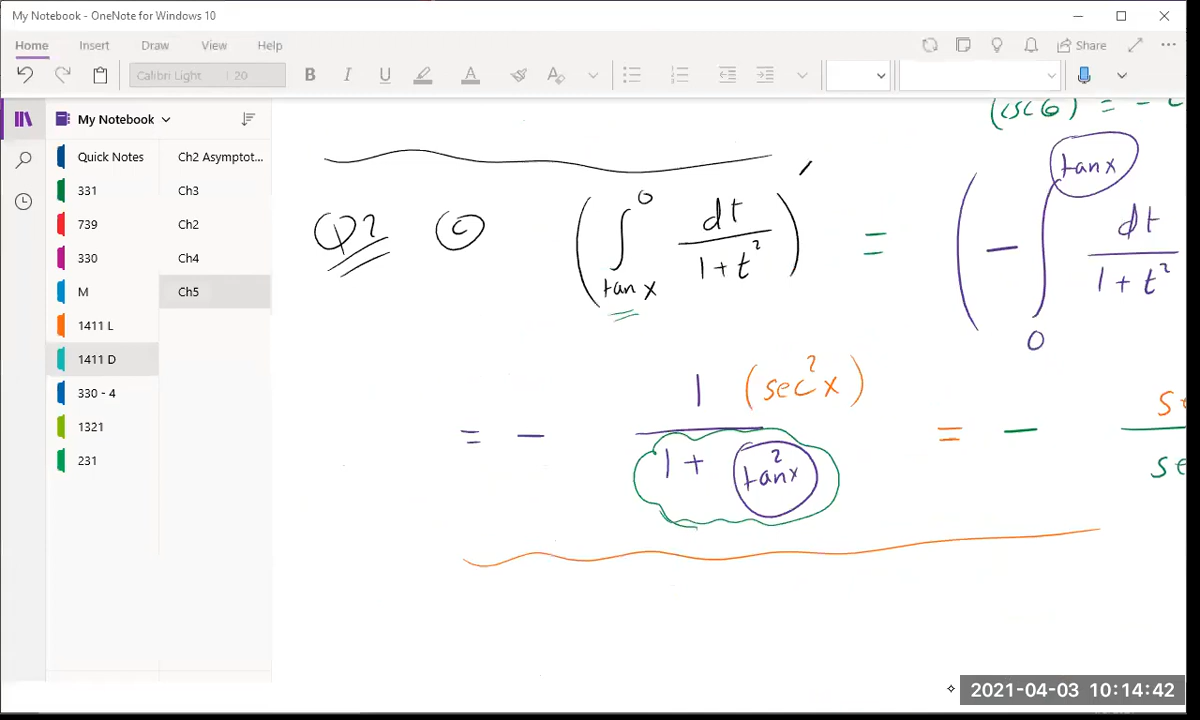 My Notebook - OneNote for Windows 10
Home Insert Draw View Help Share
Calibri Light 20 B I U A A
My Notebook
Quick Notes Ch2 Asymptot...
331 Ch3
739 Ch2
330 Ch4
M Ch5
1411 L
1411 D
330 - 4
1321
231
(csc6) = -
Q2 (c) (∫_{tan x}^{0} dt/(1+t²))' = (- ∫_{0}^{tan x} dt/(1+t²)
= - 1 (sec²x)/(1 + tan²x) = - 
2021-04-03 10:14:42